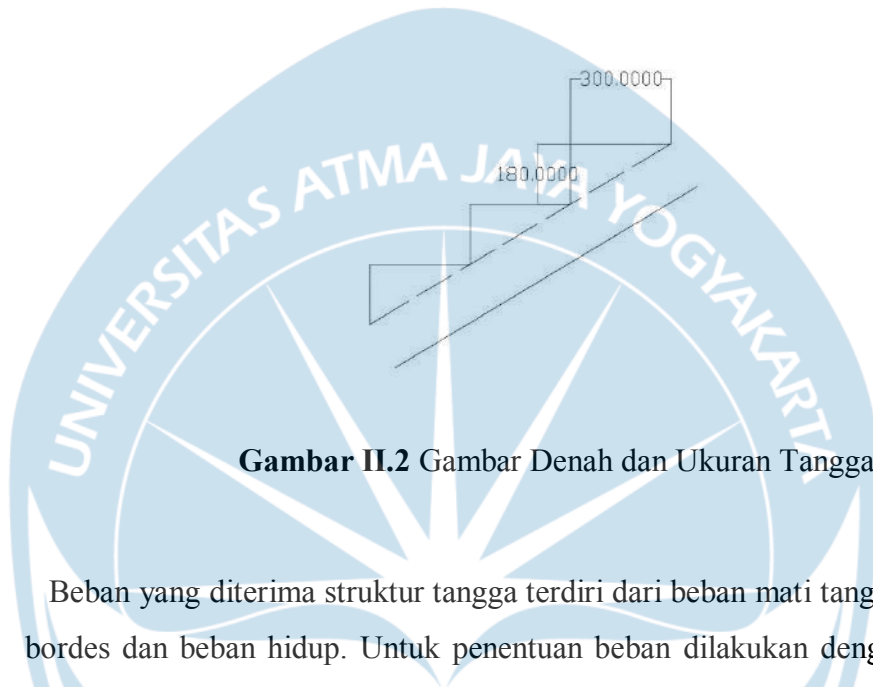 300.0000
180.0000
UNIVERSITAS ATMA JAYA YOGYAKARTA
Gambar II.2 Gambar Denah dan Ukuran Tangga
Beban yang diterima struktur tangga terdiri dari beban mati tang
bordes dan beban hidup. Untuk penentuan beban dilakukan deng